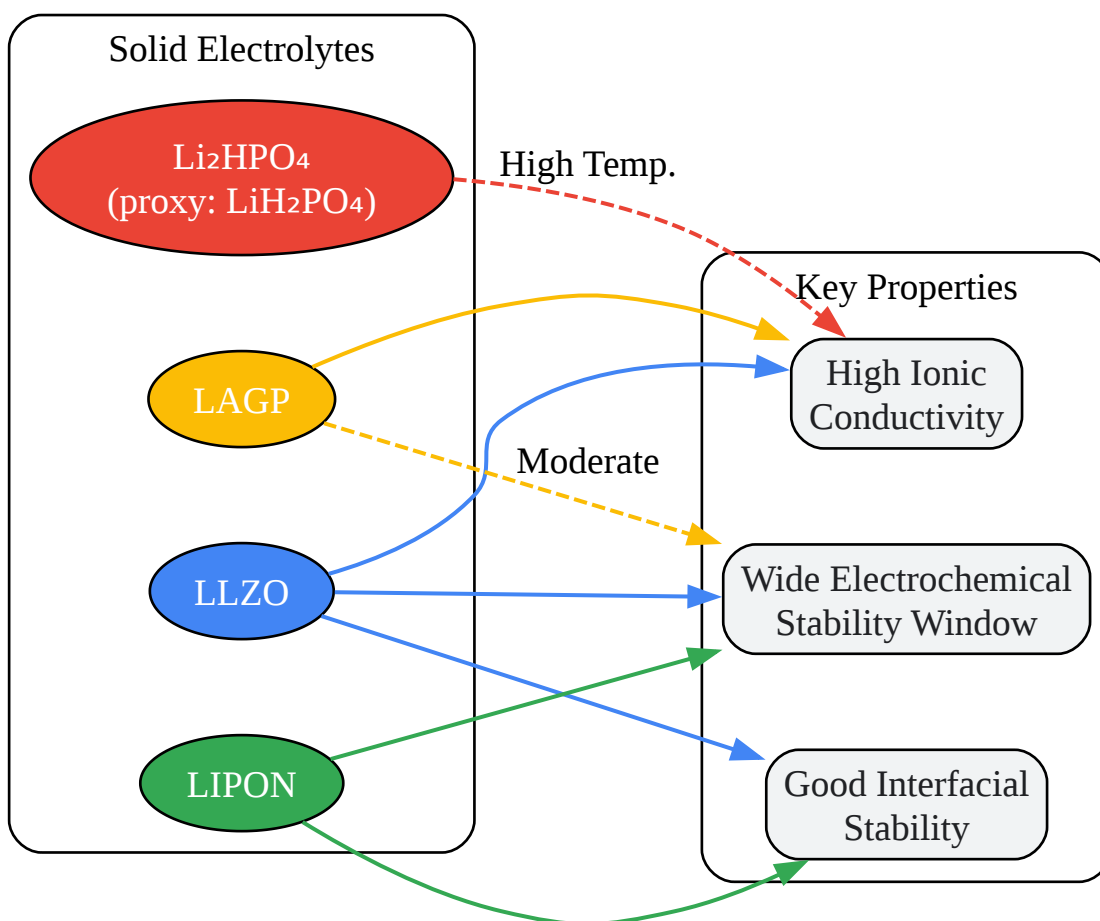 Solid Electrolytes
Li₂HPO₄
(proxy: LiH₂PO₄)
High Temp.
LAGP
Moderate
LLZO
LIPON
Key Properties
High Ionic
Conductivity
Wide Electrochemical
Stability Window
Good Interfacial
Stability